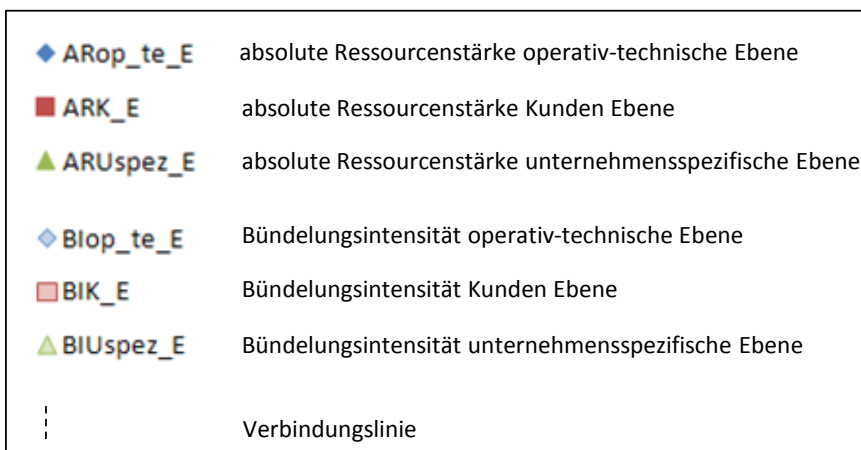 ARop_te_E absolute Ressourcenstärke operativ-technische Ebene
ARK_E absolute Ressourcenstärke Kunden Ebene
ARUspez_E absolute Ressourcenstärke unternehmensspezifische Ebene
BIop_te_E Bündelungsintensität operativ-technische Ebene
BIK_E Bündelungsintensität Kunden Ebene
BIUspez_E Bündelungsintensität unternehmensspezifische Ebene
Verbindungslinie